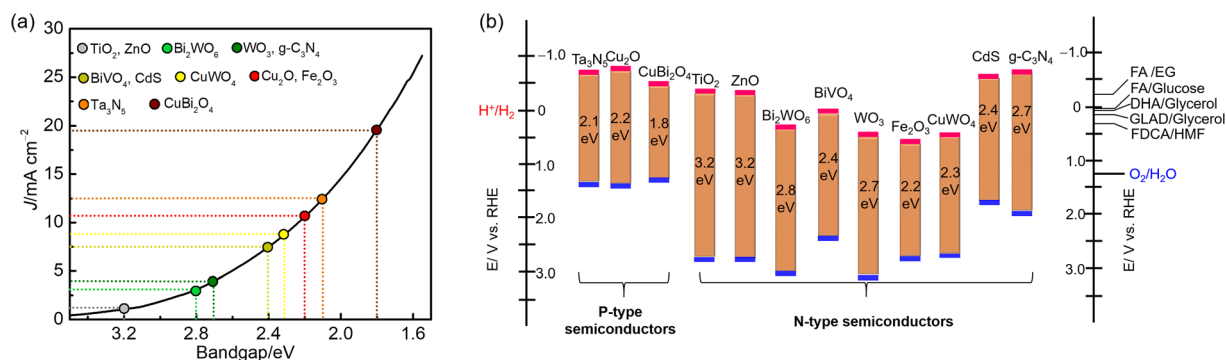 (a)
30
25
20
15
10
5
0
J/mA cm⁻²
TiO₂, ZnO
Bi₂WO₆
WO₃, g-C₃N₄
BiVO₄, CdS
CuWO₄
Cu₂O, Fe₂O₃
Ta₃N₅
CuBi₂O₄
3.2
2.8
2.4
2.0
1.6
Bandgap/eV
(b)
−1.0
0
1.0
2.0
3.0
E/ V vs. RHE
H⁺/H₂
Ta₃N₅
Cu₂O
CuBi₂O₄
TiO₂
ZnO
Bi₂WO₆
BiVO₄
WO₃
Fe₂O₃
CuWO₄
CdS
g-C₃N₄
2.1 eV
2.2 eV
1.8 eV
3.2 eV
3.2 eV
2.8 eV
2.4 eV
2.7 eV
2.2 eV
2.3 eV
2.4 eV
2.7 eV
P-type
semiconductors
N-type semiconductors
−1.0
0
1.0
2.0
3.0
E/ V vs. RHE
FA /EG
FA/Glucose
DHA/Glycerol
GLAD/Glycerol
FDCA/HMF
O₂/H₂O